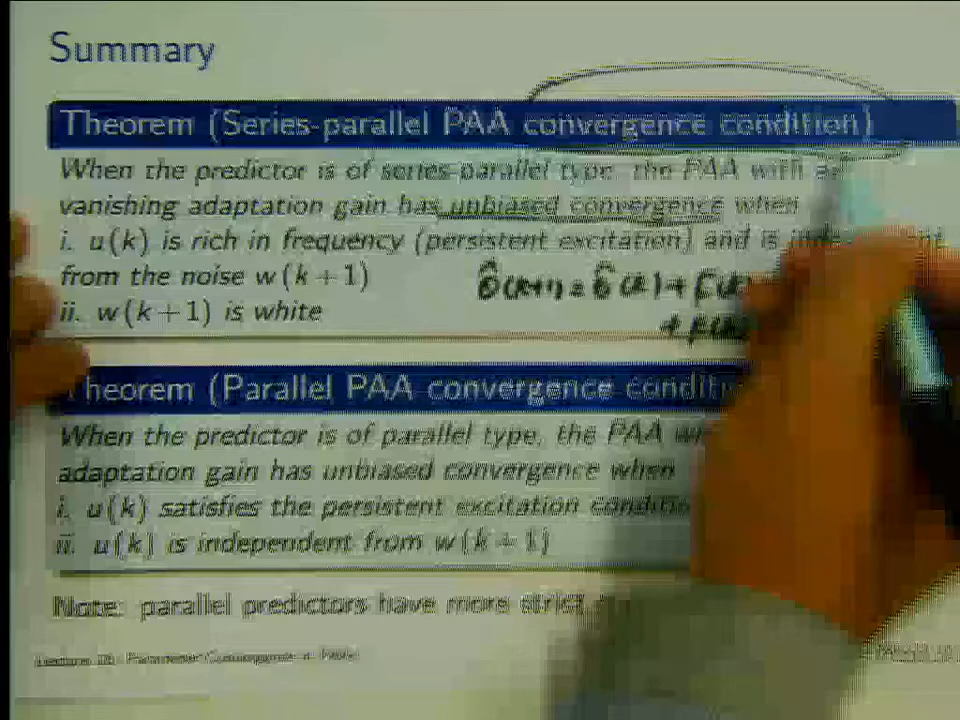 Summary
Theorem (Series-parallel PAA convergence condition)
When the predictor is of series-parallel type, the PAA with a
vanishing adaptation gain has unbiased convergence when
i. u(k) is rich in frequency (persistent excitation) and is
from the noise w(k+1)
ii. w(k+1) is white
Theorem (Parallel PAA convergence
When the predictor is of parallel type, the PAA
adaptation gain has unbiased convergence when
i. u(k) satisfies the persistent excitation
ii. u(k) is independent from w(k+1)
Note: parallel predictors have more strict